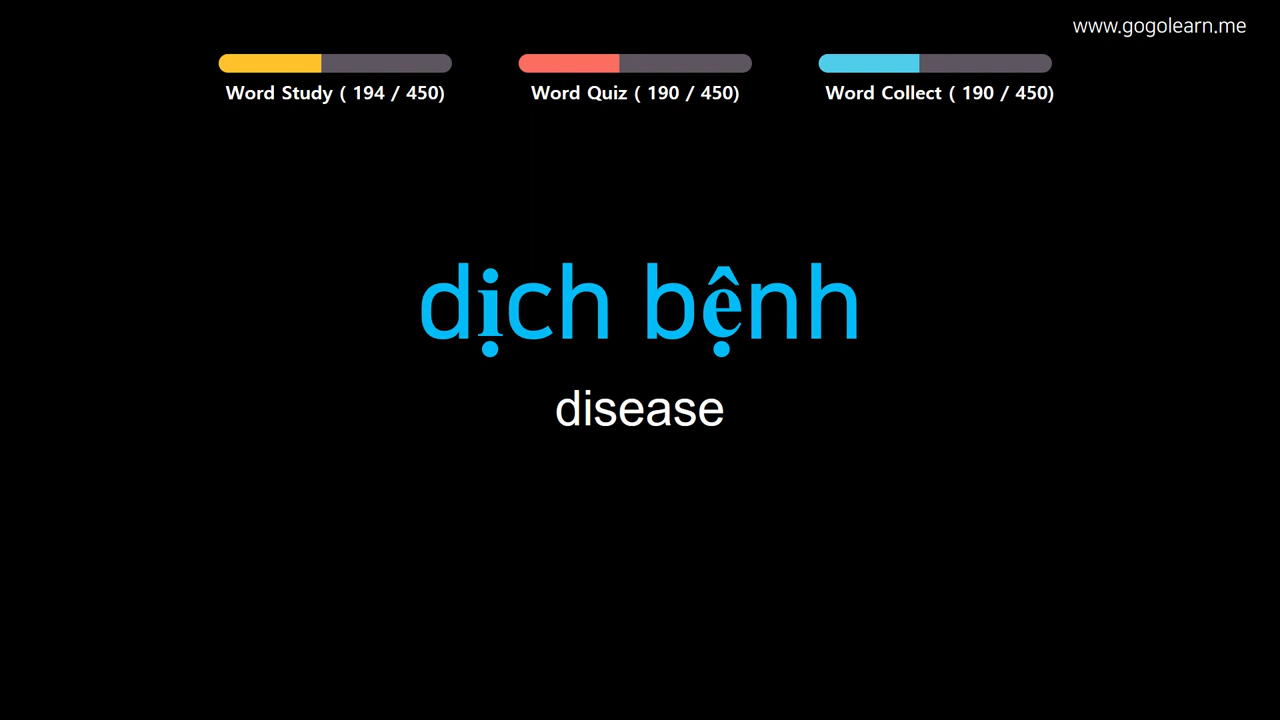 www.gogolearn.me
Word Study ( 194 / 450)
Word Quiz ( 190 / 450)
Word Collect ( 190 / 450)
dịch bệnh
disease